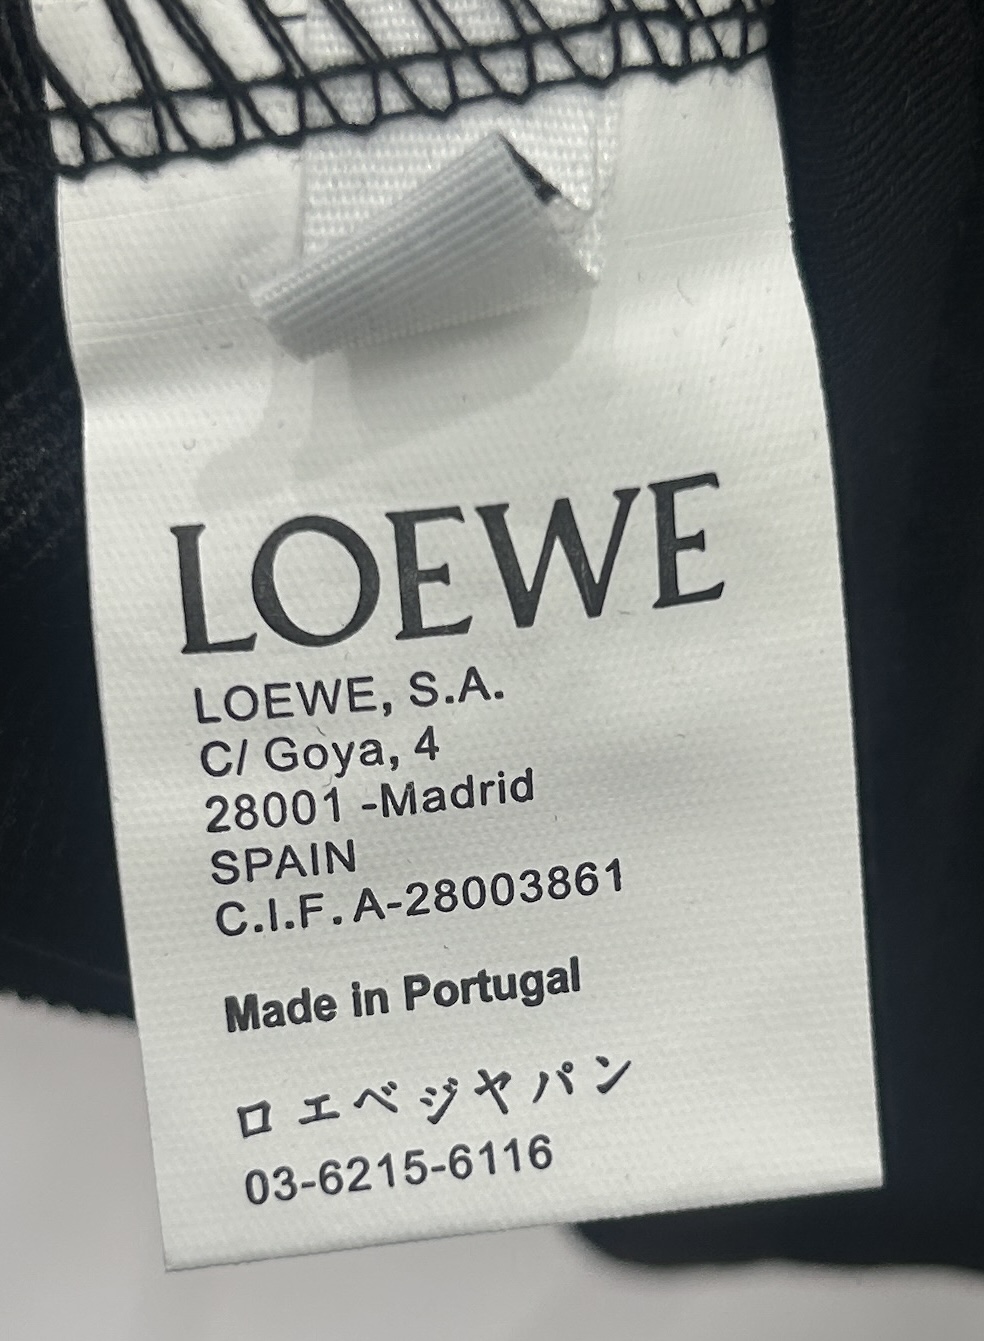 LOEWE
LOEWE, S.A.
C/ Goya, 4
28001 -Madrid
SPAIN
C.I.F. A-28003861
Made in Portugal
ロエベジャパン
03-6215-6116